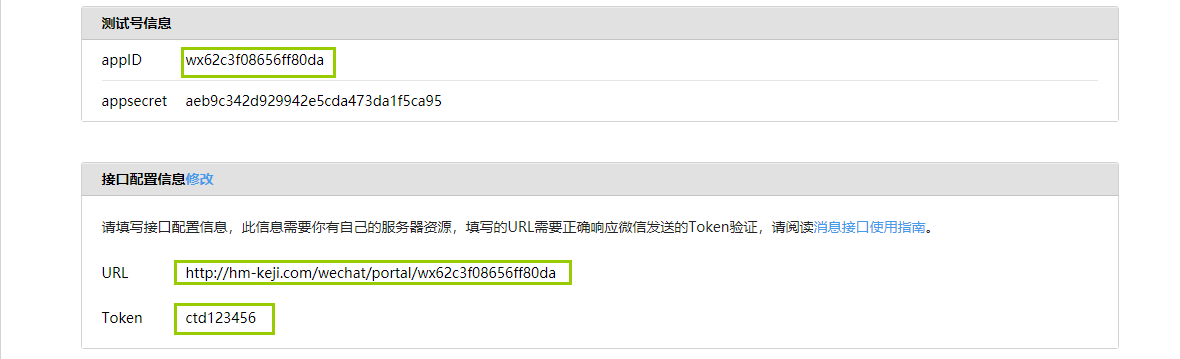 测试号信息
appID wx62c3f08656ff80da
appsecret aeb9c342d929942e5cda473da1f5ca95
接口配置信息修改
请填写接口配置信息，此信息需要你有自己的服务器资源，填写的URL需要正确响应微信发送的Token验证，请阅读消息接口使用指南。
URL http://hm-keji.com/wechat/portal/wx62c3f08656ff80da
Token ctd123456